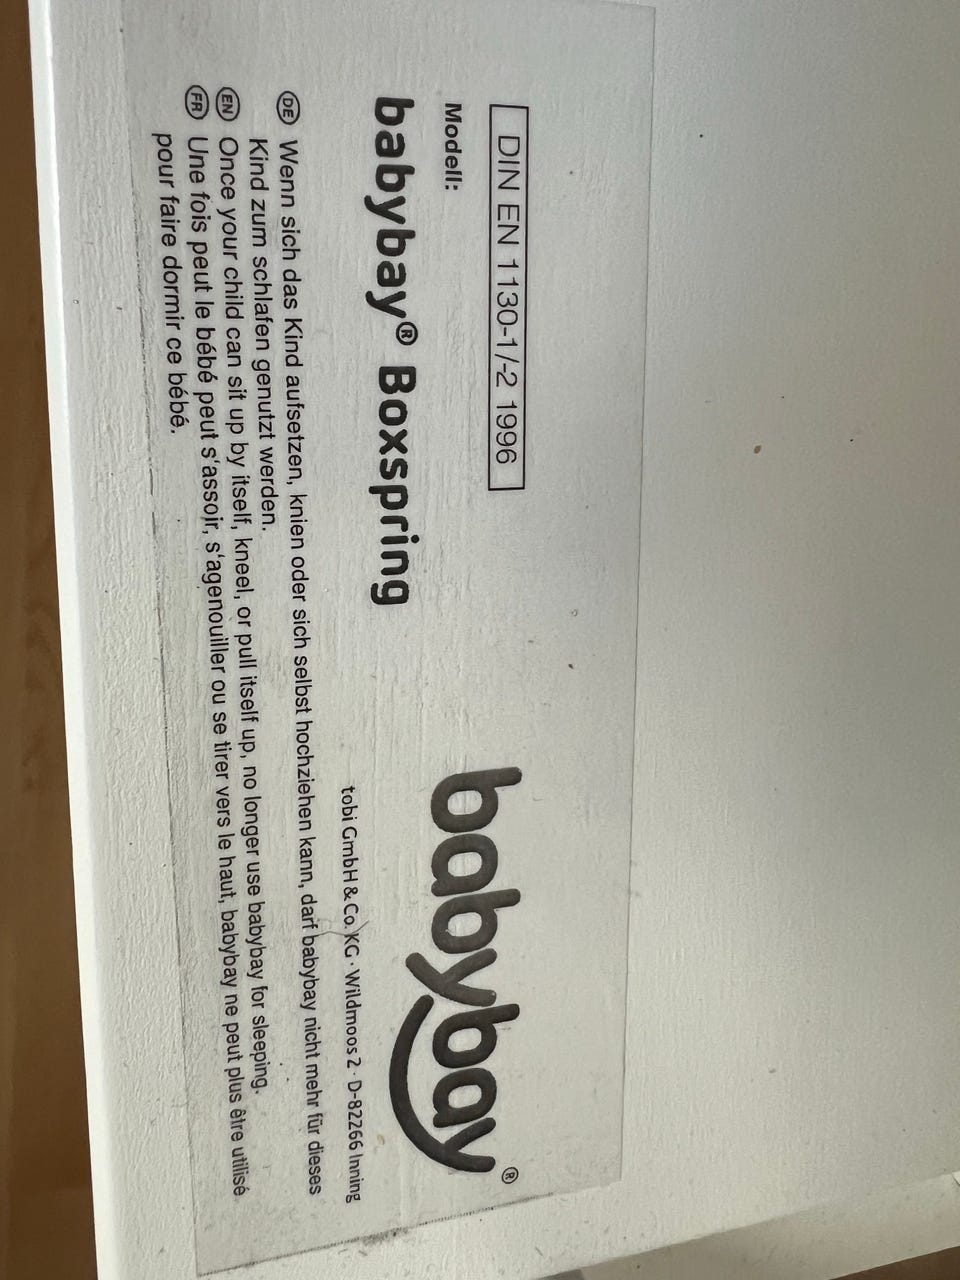 DIN EN 1130-1/-2 1996
Modell:
babybay® Boxspring
babybay®
tobi GmbH & Co. KG · Wildmoos 2 · D-82266 Inning
DE Wenn sich das Kind aufsetzen, knien oder sich selbst hochziehen kann, darf babybay nicht mehr für dieses
Kind zum schlafen genutzt werden.
EN Once your child can sit up by itself, kneel, or pull itself up, no longer use babybay for sleeping.
FR Une fois peut le bébé peut s'assoir, s'agenouiller ou se tirer vers le haut, babybay ne peut plus être utilisé
pour faire dormir ce bébé.